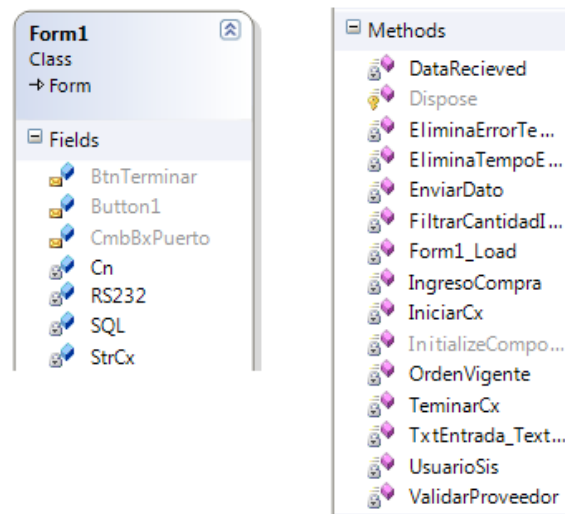 Form1
Class
Form
Fields
BtnTerminar
Button1
CmbBxPuerto
Cn
RS232
SQL
StrCx
Methods
DataRecieved
Dispose
EliminaErrorTe...
EliminaTempoE...
EnviarDato
FiltrarCantidadI...
Form1_Load
IngresoCompra
IniciarCx
InitializeCompo...
OrdenVigente
TeminarCx
TxtEntrada_Text...
UsuarioSis
ValidarProveedor